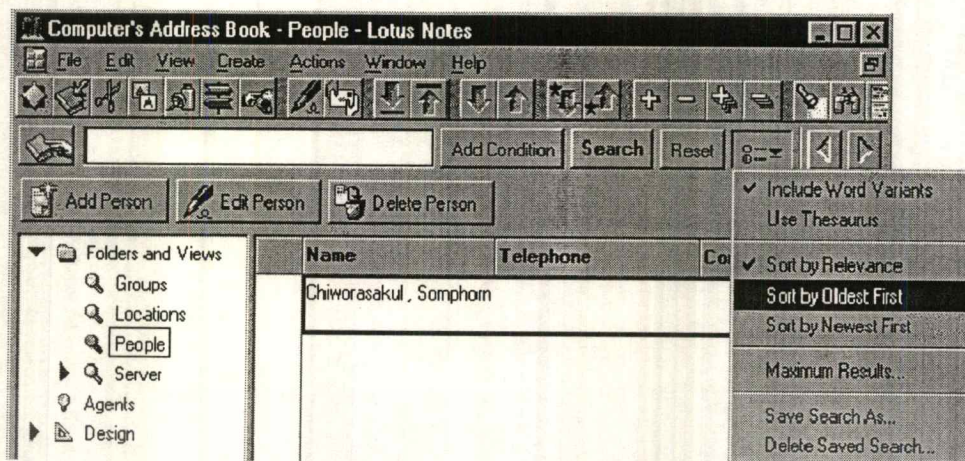 Computer's Address Book - People - Lotus Notes
File Edit View Create Actions Window Help
Add Condition Search Reset
Add Person Edit Person Delete Person
Include Word Variants
Use Thesaurus
Sort by Relevance
Sort by Oldest First
Sort by Newest First
Maximum Results...
Save Search As...
Delete Saved Search...
Folders and Views
Groups
Locations
People
Server
Agents
Design
Name Telephone
Chiworasakul , Somphorn